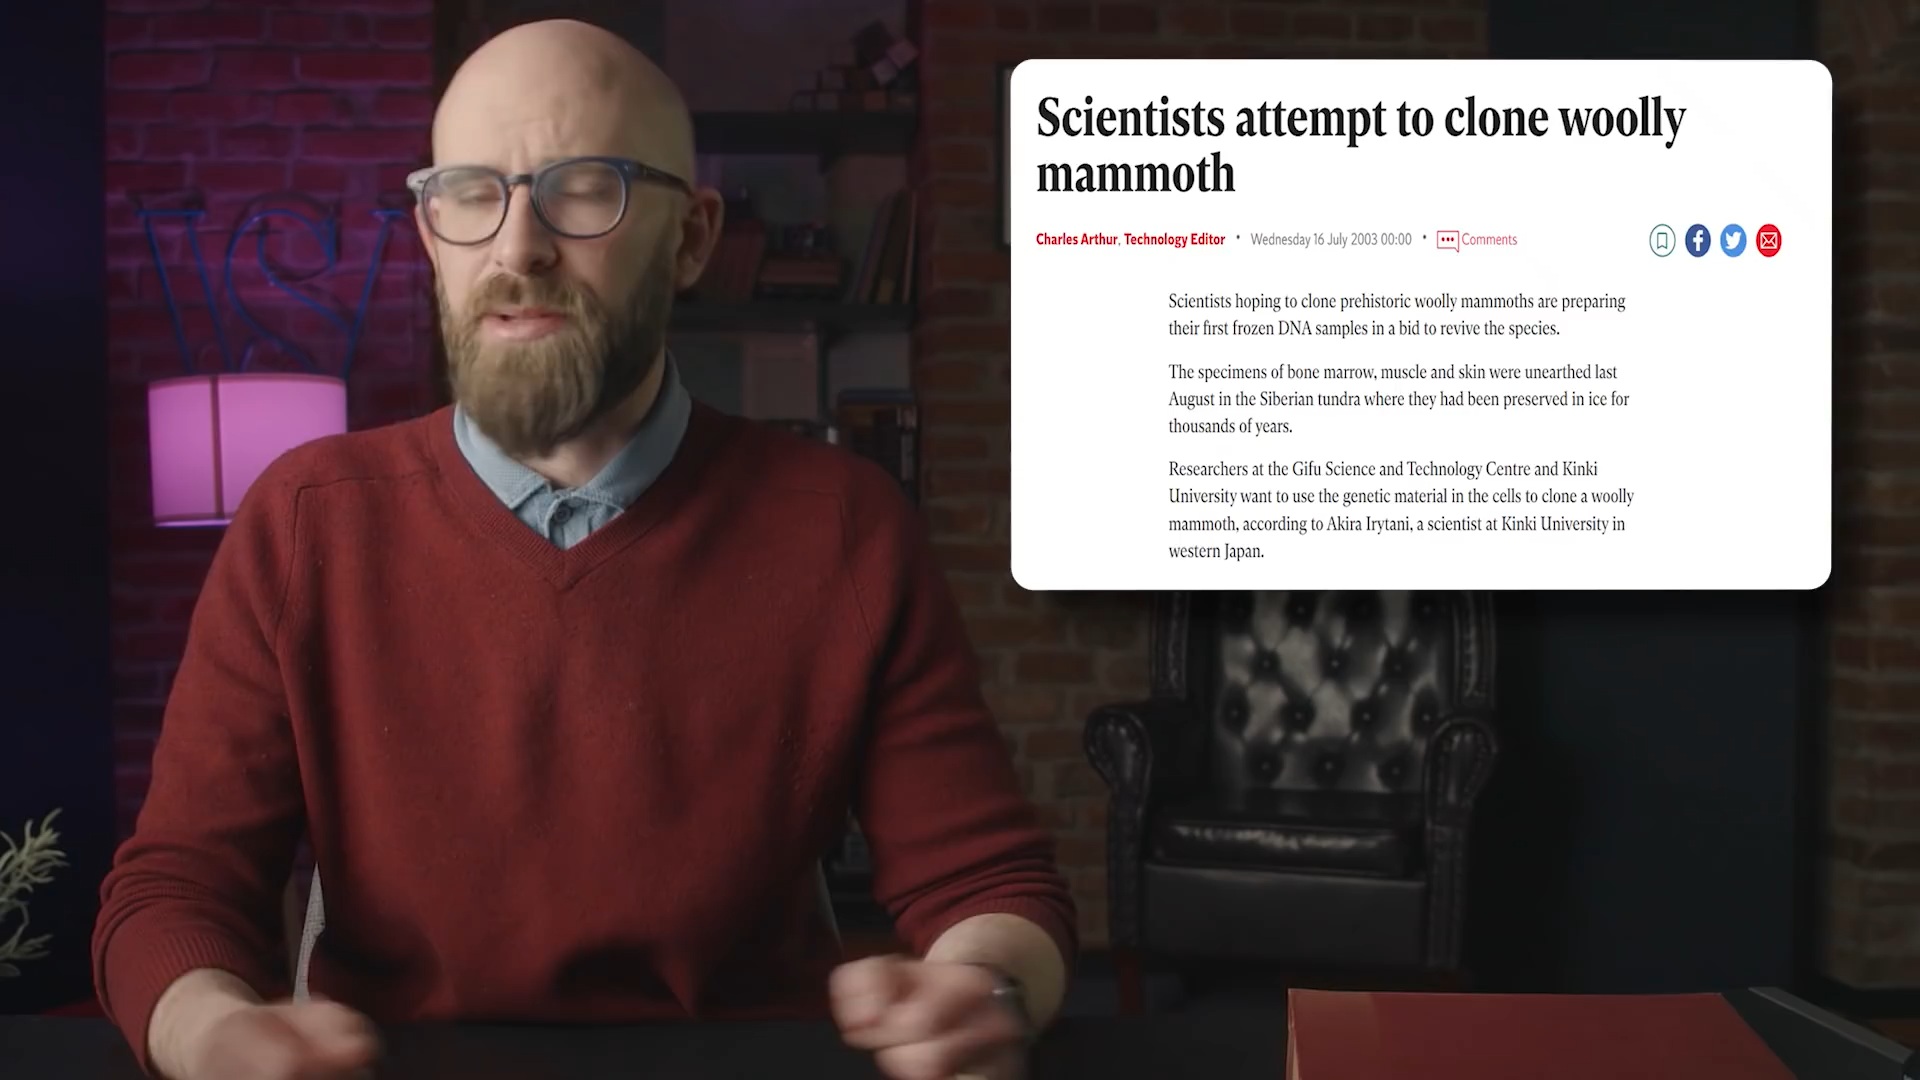 Scientists attempt to clone woolly
mammoth
Charles Arthur, Technology Editor • Wednesday 16 July 2003 00:00 • Comments
Scientists hoping to clone prehistoric woolly mammoths are preparing
their first frozen DNA samples in a bid to revive the species.
The specimens of bone marrow, muscle and skin were unearthed last
August in the Siberian tundra where they had been preserved in ice for
thousands of years.
Researchers at the Gifu Science and Technology Centre and Kinki
University want to use the genetic material in the cells to clone a woolly
mammoth, according to Akira Irytani, a scientist at Kinki University in
western Japan.